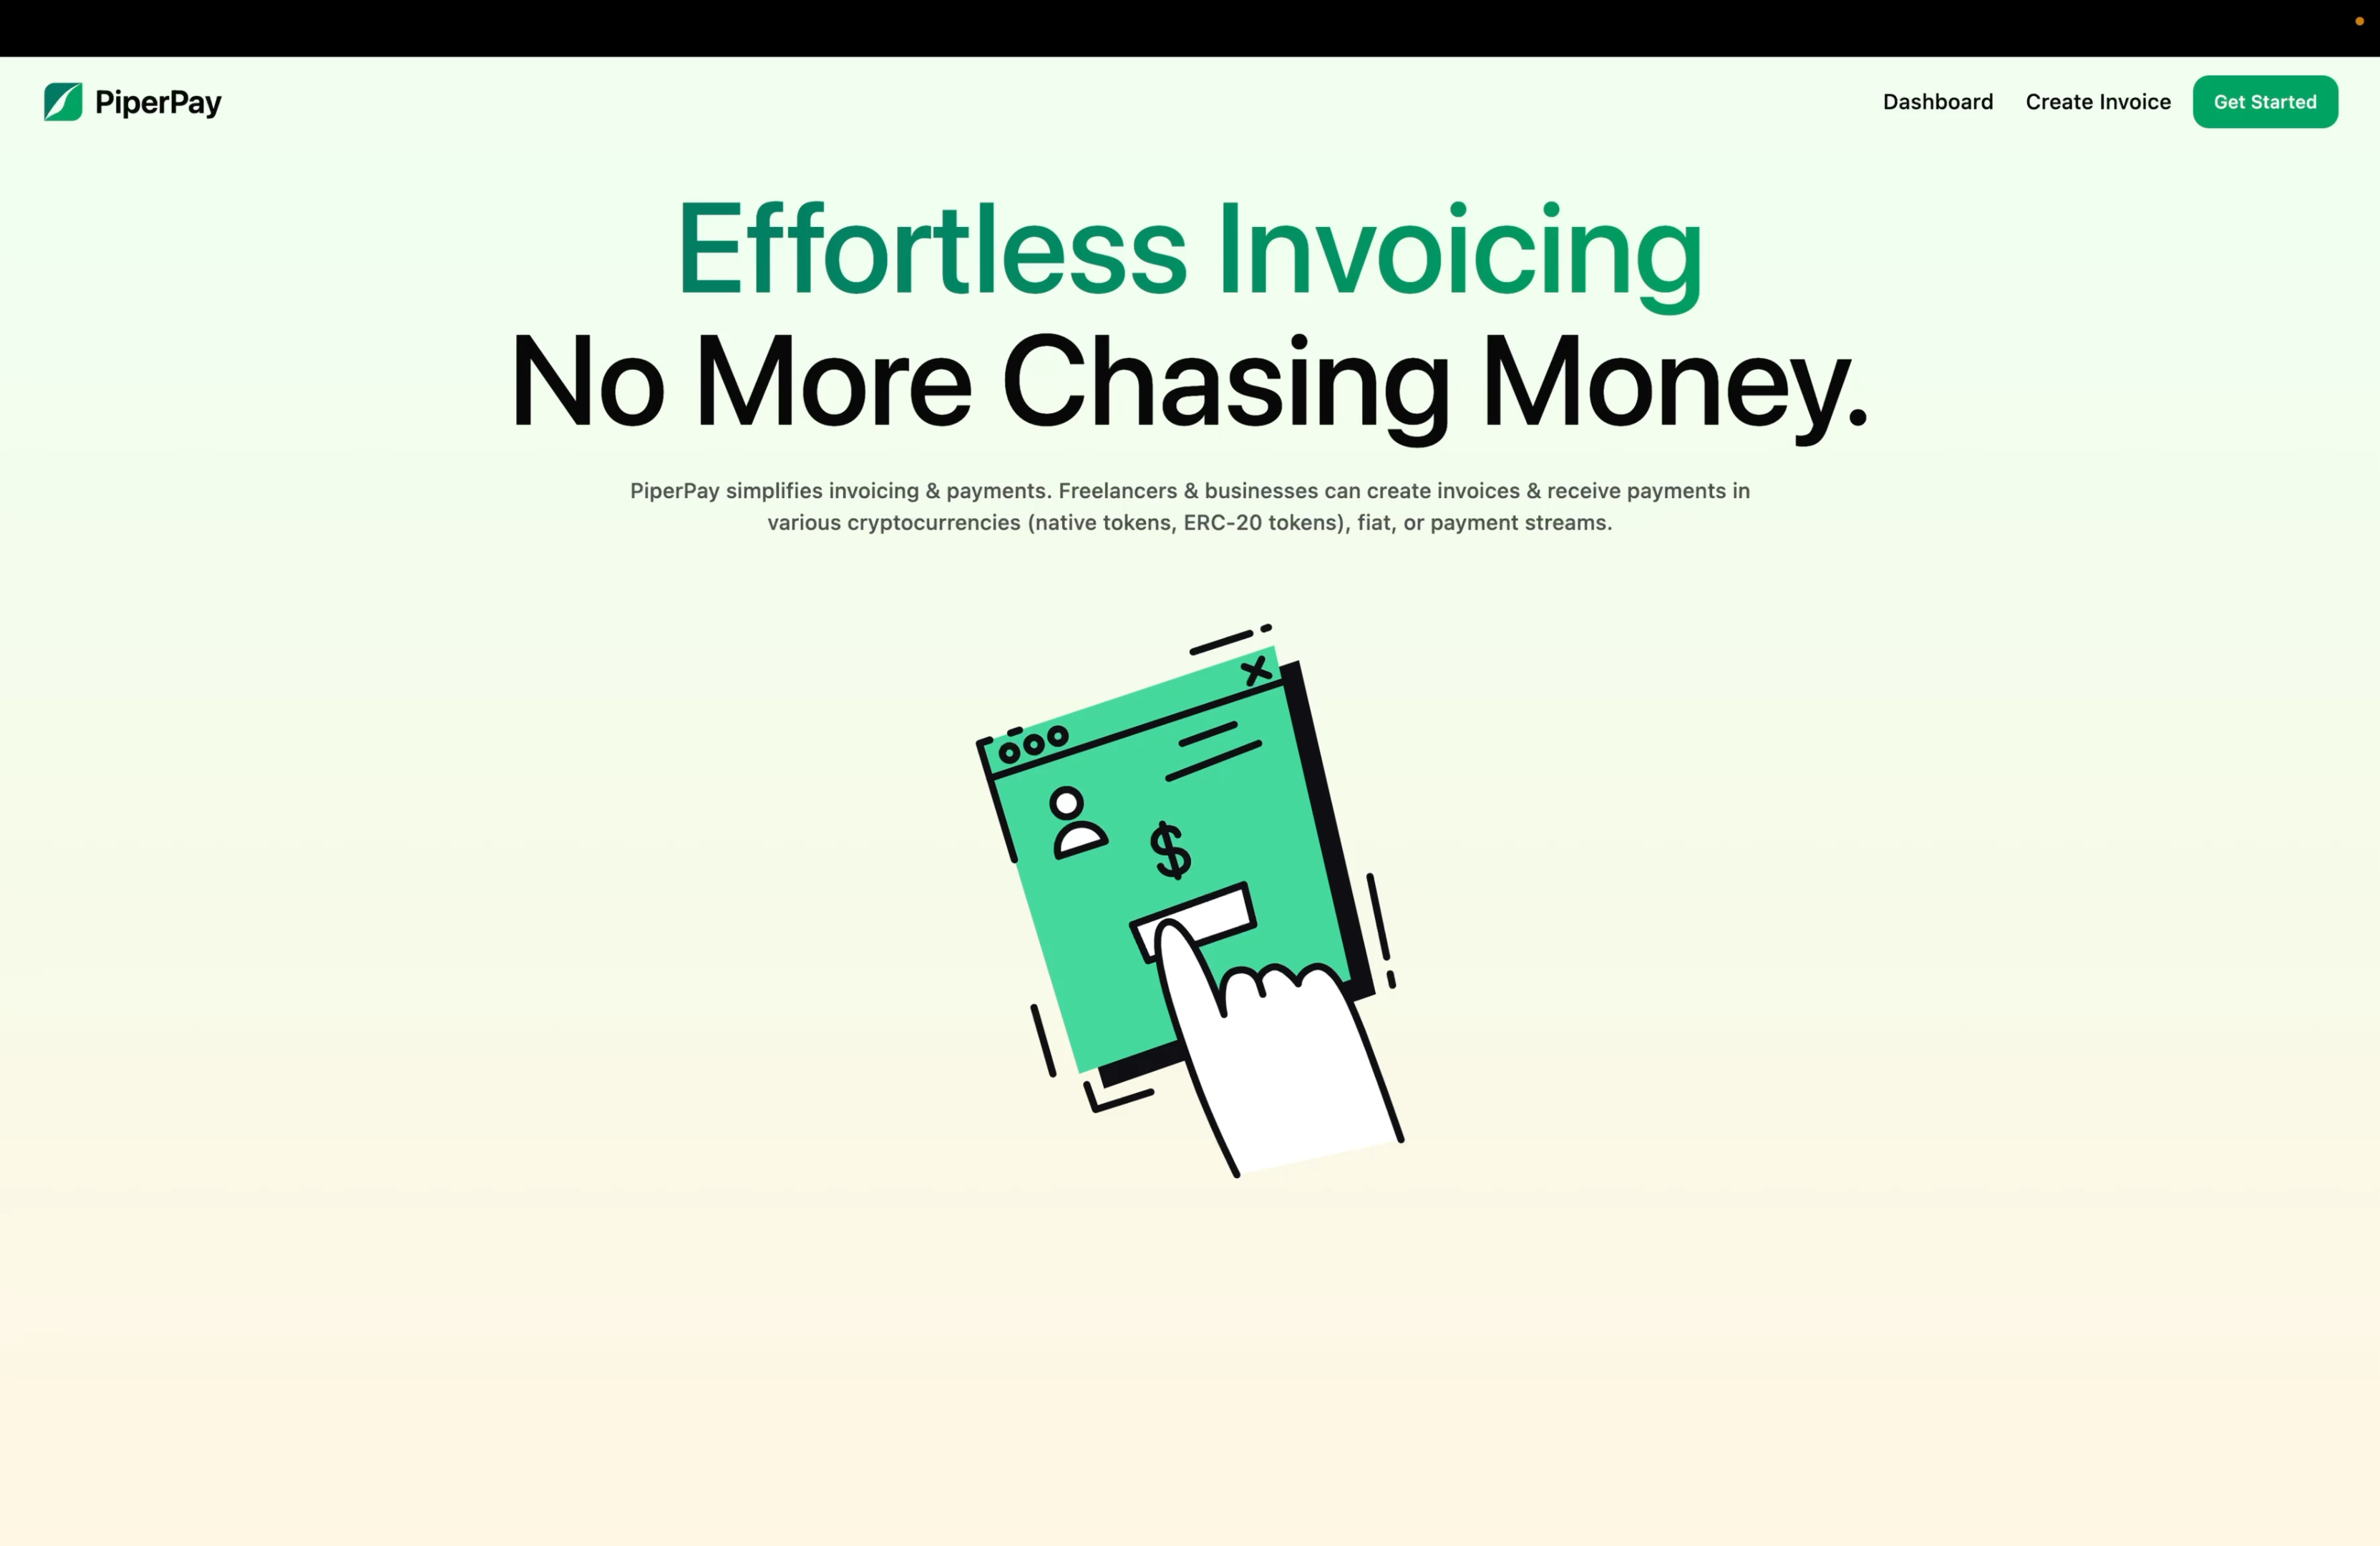 PiperPay
Dashboard
Create Invoice
Get Started
Effortless Invoicing
No More Chasing Money.
PiperPay simplifies invoicing & payments. Freelancers & businesses can create invoices & receive payments in
various cryptocurrencies (native tokens, ERC-20 tokens), fiat, or payment streams.
$